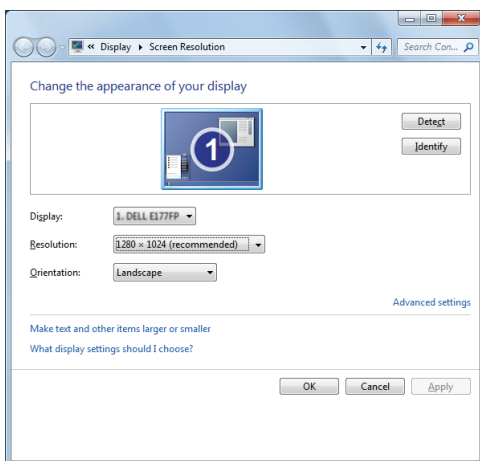 « Display ▸ Screen Resolution Search Con...
Change the appearance of your display
1
Detect
Identify
Display: 1. DELL E177FP
Resolution: 1280 × 1024 (recommended)
Orientation: Landscape
Advanced settings
Make text and other items larger or smaller
What display settings should I choose?
OK Cancel Apply